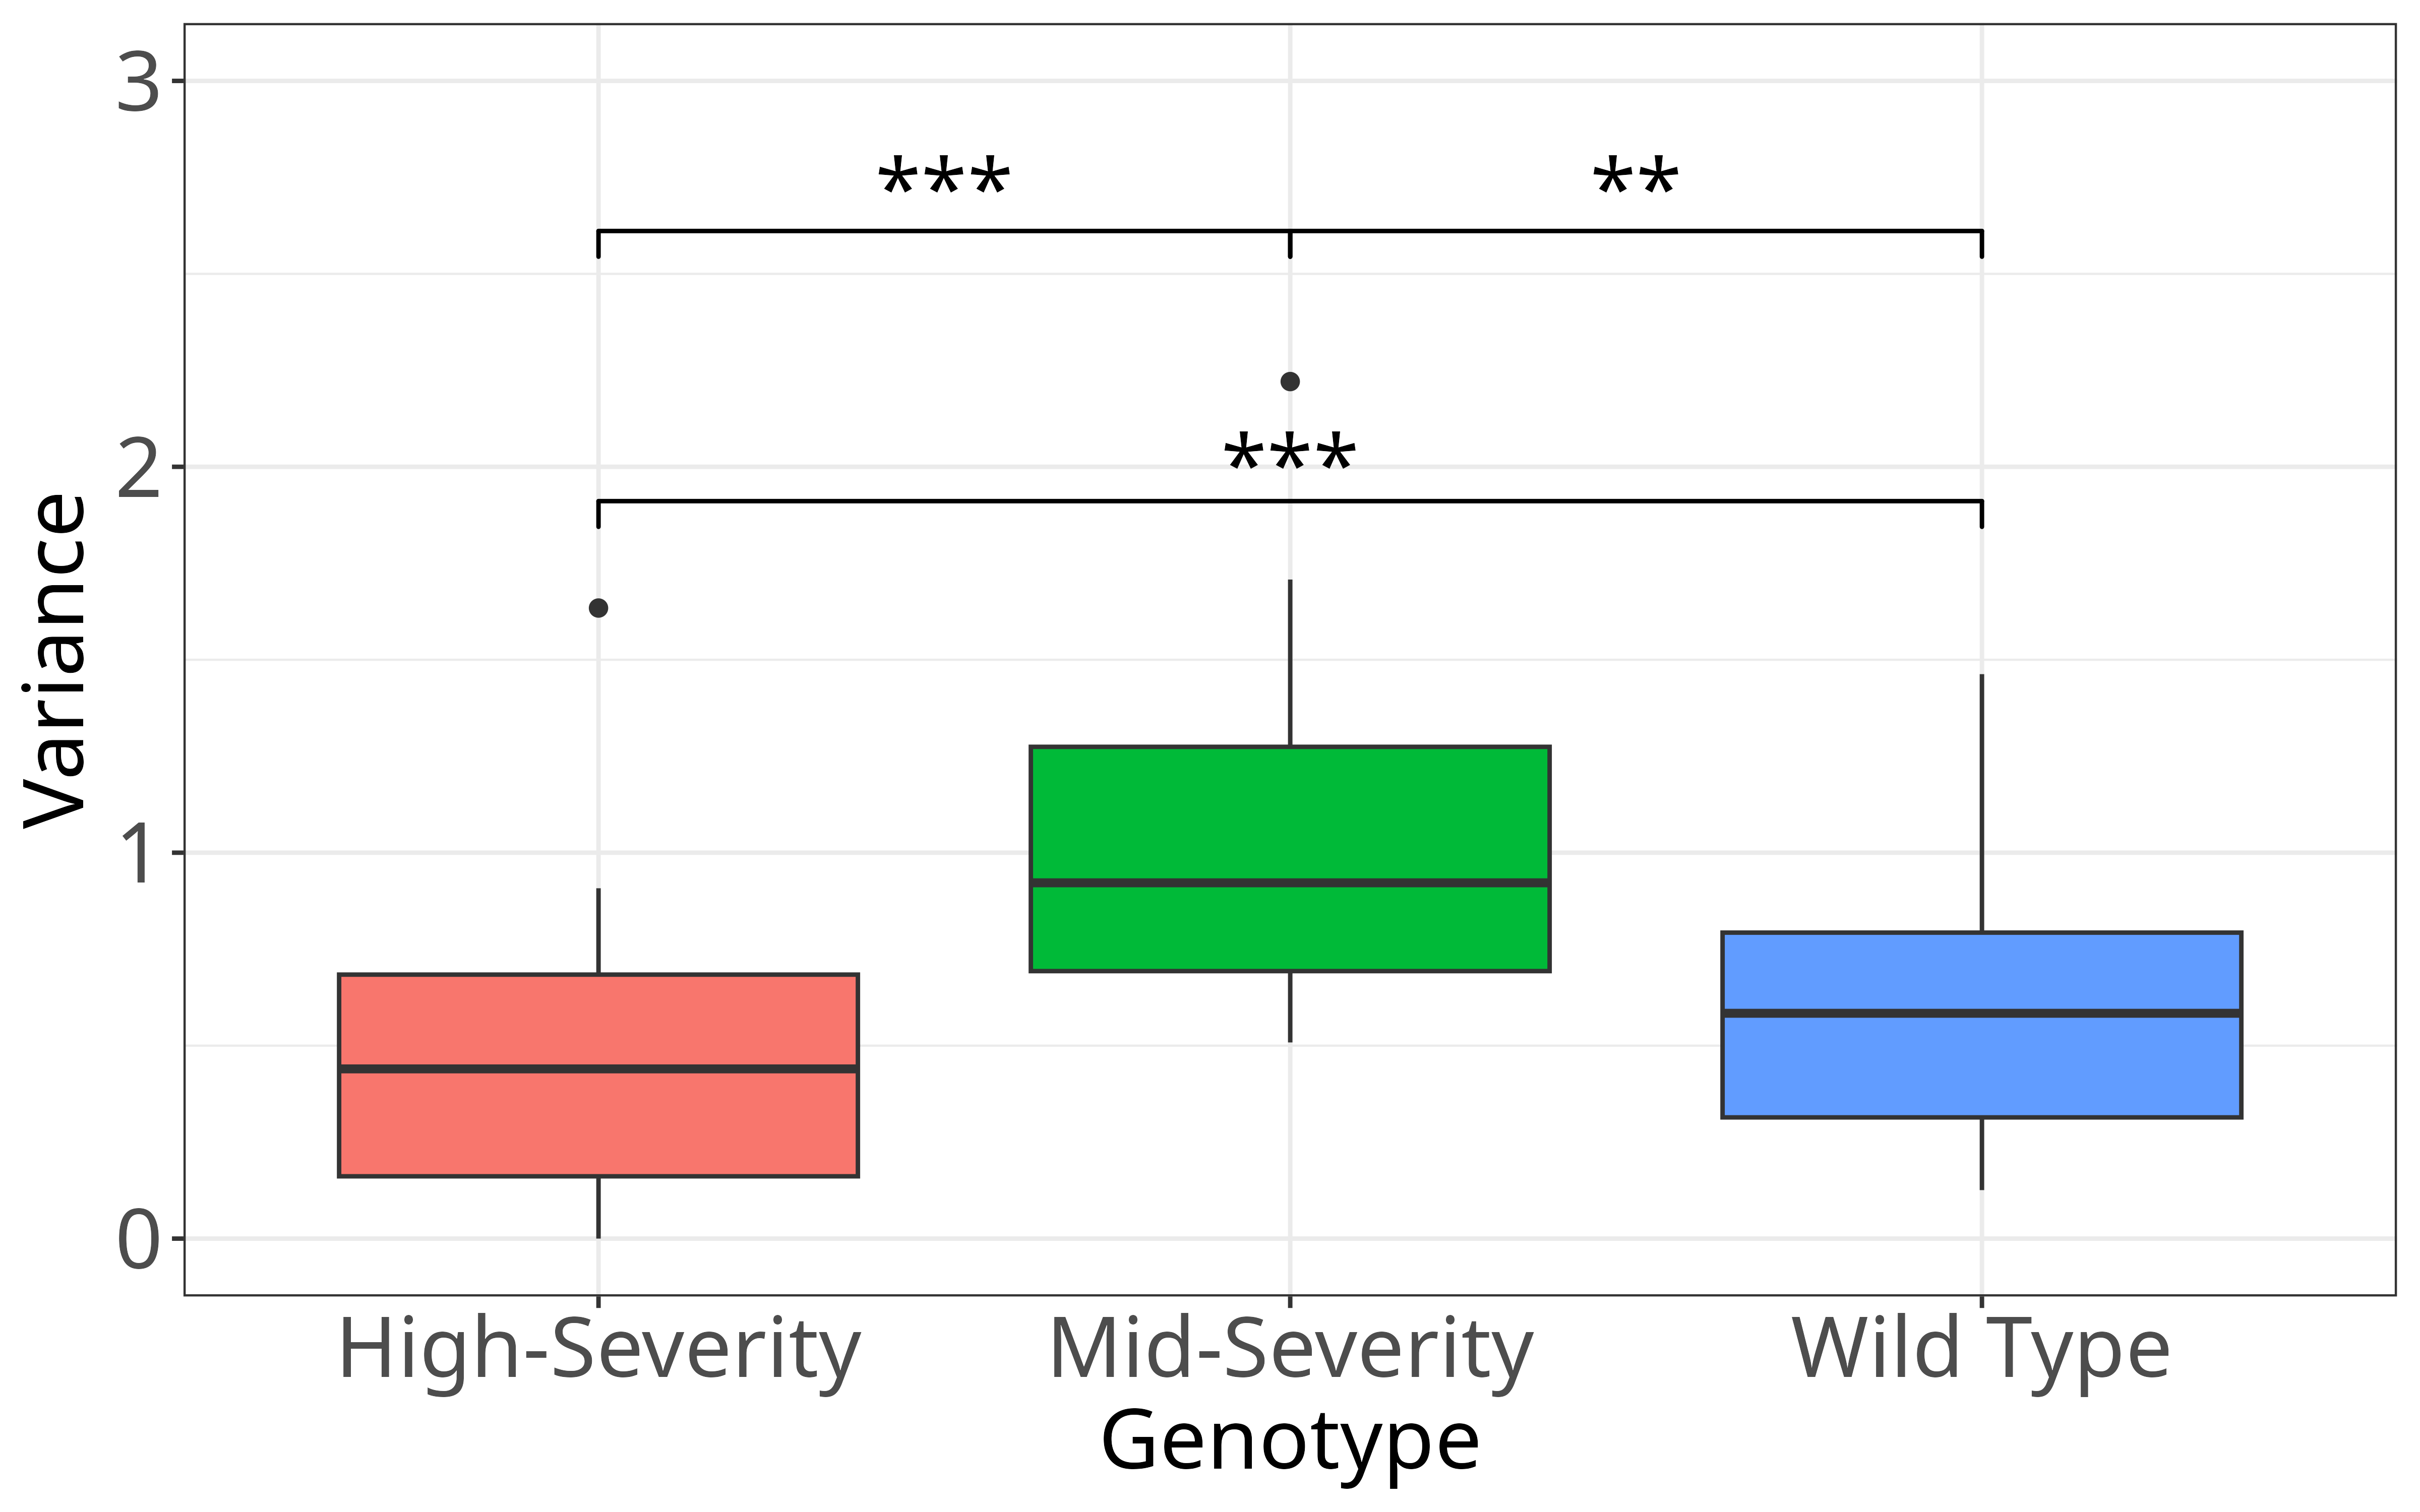 3
*** **
2
***
Variance
1
0
High-Severity Mid-Severity Wild Type
Genotype